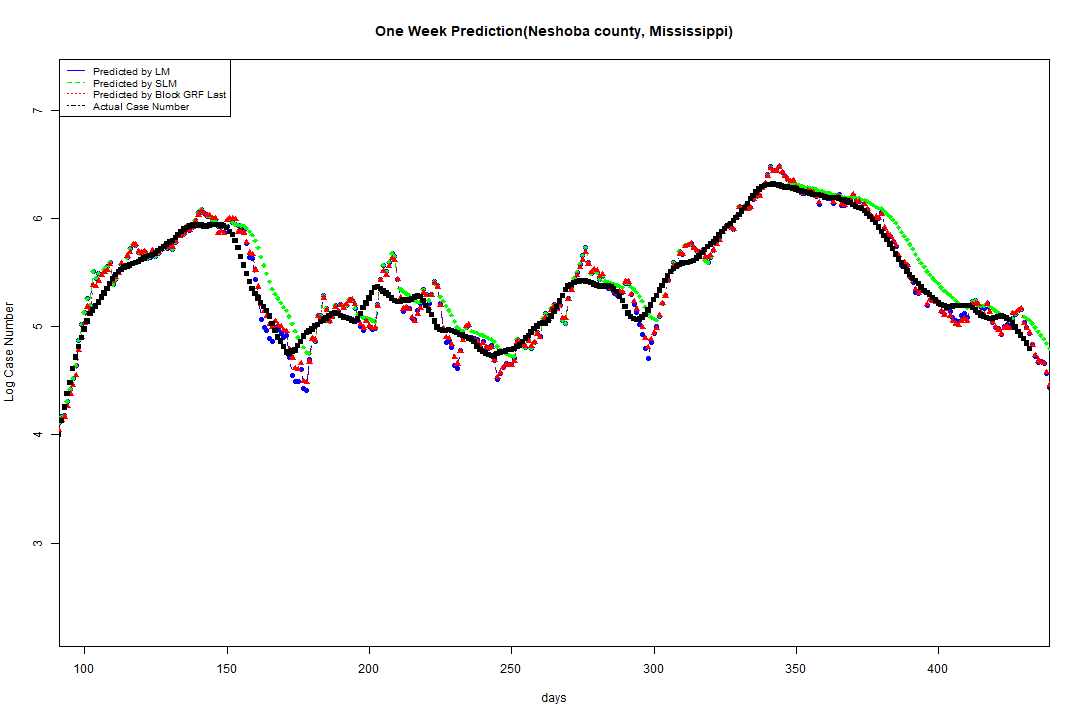 One Week Prediction(Neshoba county, Mississippi)
Predicted by LM
Predicted by SLM
Predicted by Block GRF Last
Actual Case Number
7
6
5
4
3
Log Case Number
100 150 200 250 300 350 400
days